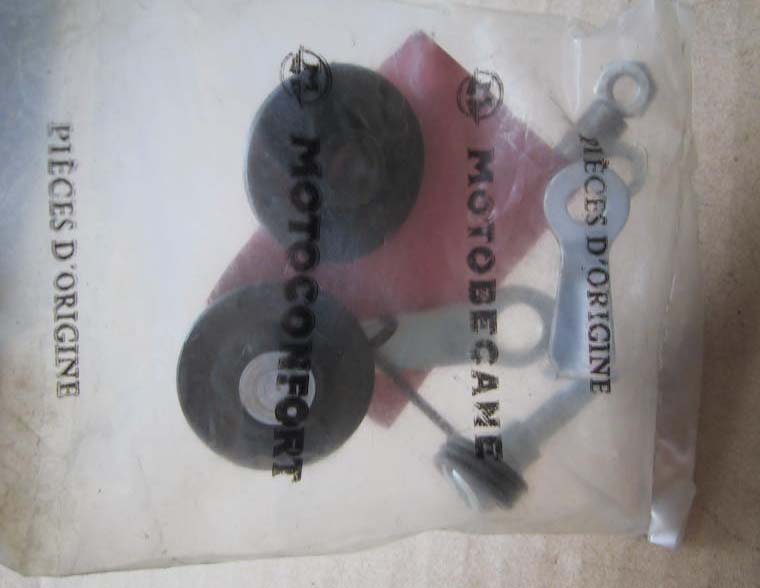 PIÈCES D'ORIGINE
M MOTOBECANE
M MOTOCONFORT
PIÈCES D'ORIGINE